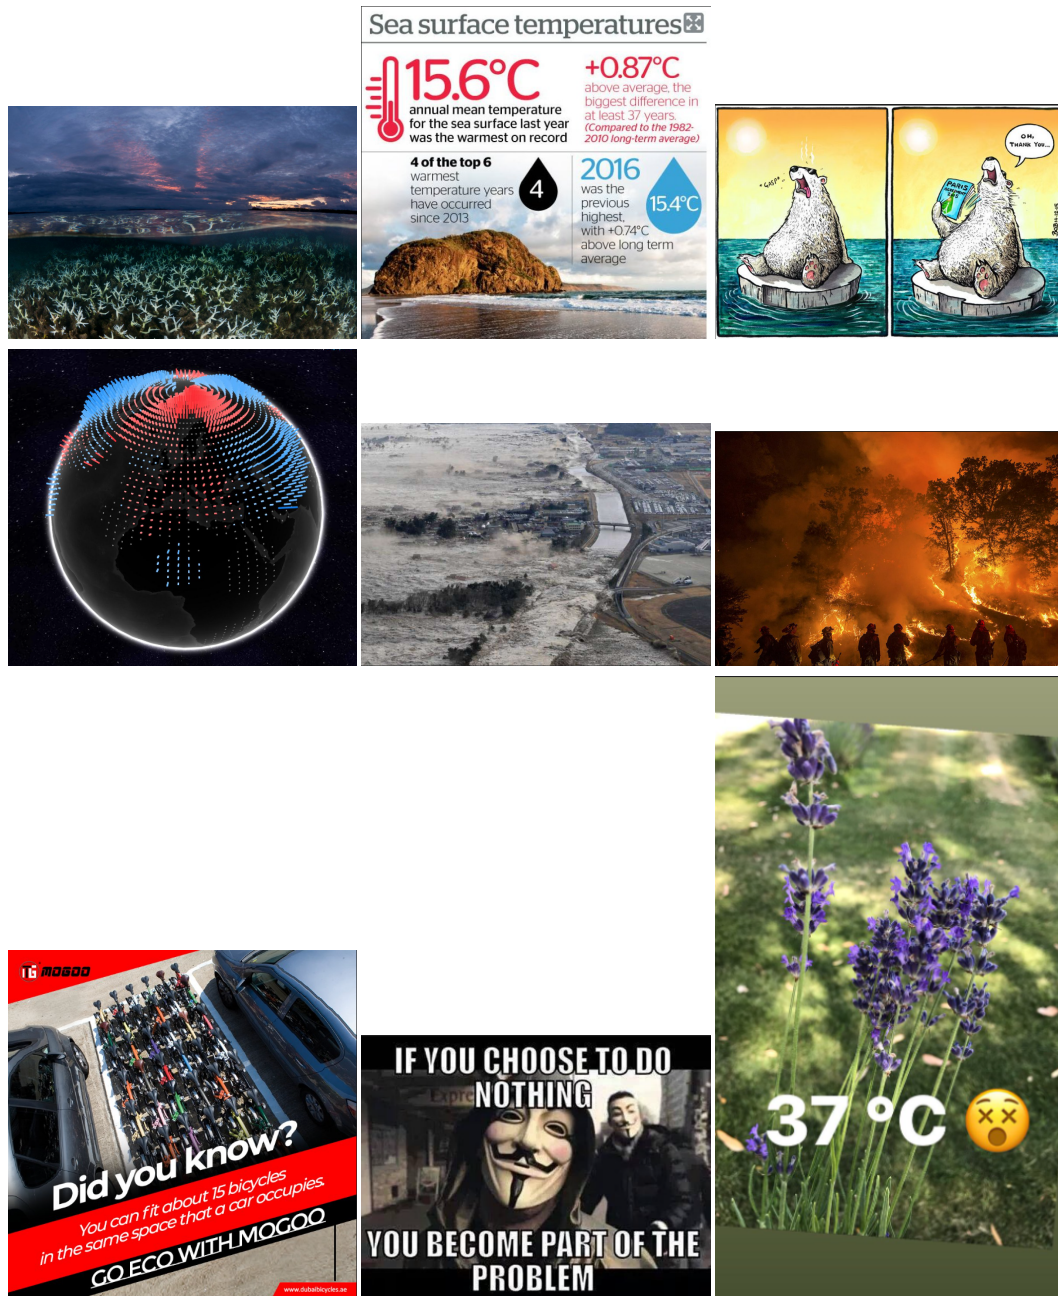 Sea surface temperatures
15.6°C
annual mean temperature
for the sea surface last year
was the warmest on record
+0.87°C
above average, the
biggest difference in
at least 37 years.
(Compared to the 1982-
2010 long-term average)
4 of the top 6
warmest
temperature years
have occurred
since 2013
4
2016
was the
previous
highest,
with +0.74°C
above long term
average
15.4°C
*GASP*
OH,
THANK YOU...
PARIS
MOGOO
Did you know?
You can fit about 15 bicycles
in the same space that a car occupies.
GO ECO WITH MOGOO
www.dubaibicycles.ae
IF YOU CHOOSE TO DO
NOTHING
Expre
YOU BECOME PART OF THE
PROBLEM
37 °C